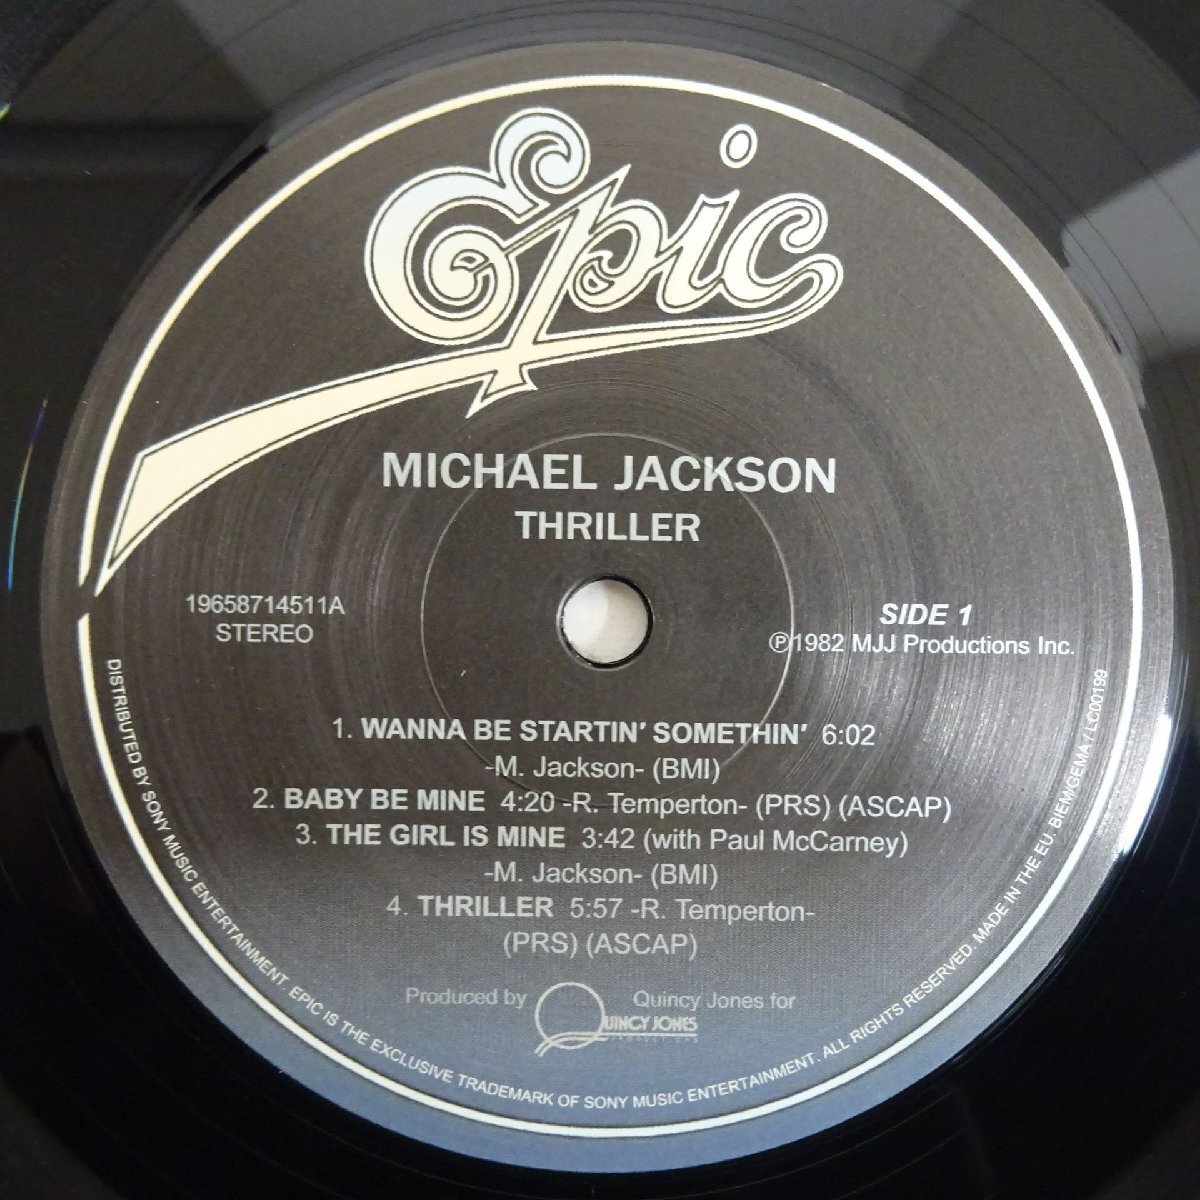 Epic
MICHAEL JACKSON
THRILLER
19658714511A
STEREO
SIDE 1
℗1982 MJJ Productions Inc.
1. WANNA BE STARTIN' SOMETHIN' 6:02
-M. Jackson- (BMI)
2. BABY BE MINE 4:20 -R. Temperton- (PRS) (ASCAP)
3. THE GIRL IS MINE 3:42 (with Paul McCarney)
-M. Jackson- (BMI)
4. THRILLER 5:57 -R. Temperton-
(PRS) (ASCAP)
Produced by Quincy Jones for
QUINCY JONES
PRODUCTIONS
DISTRIBUTED BY SONY MUSIC ENTERTAINMENT. EPIC IS THE EXCLUSIVE TRADEMARK OF SONY MUSIC ENTERTAINMENT. ALL RIGHTS RESERVED. MADE IN THE EU. BIEM/GEMA / LC00199